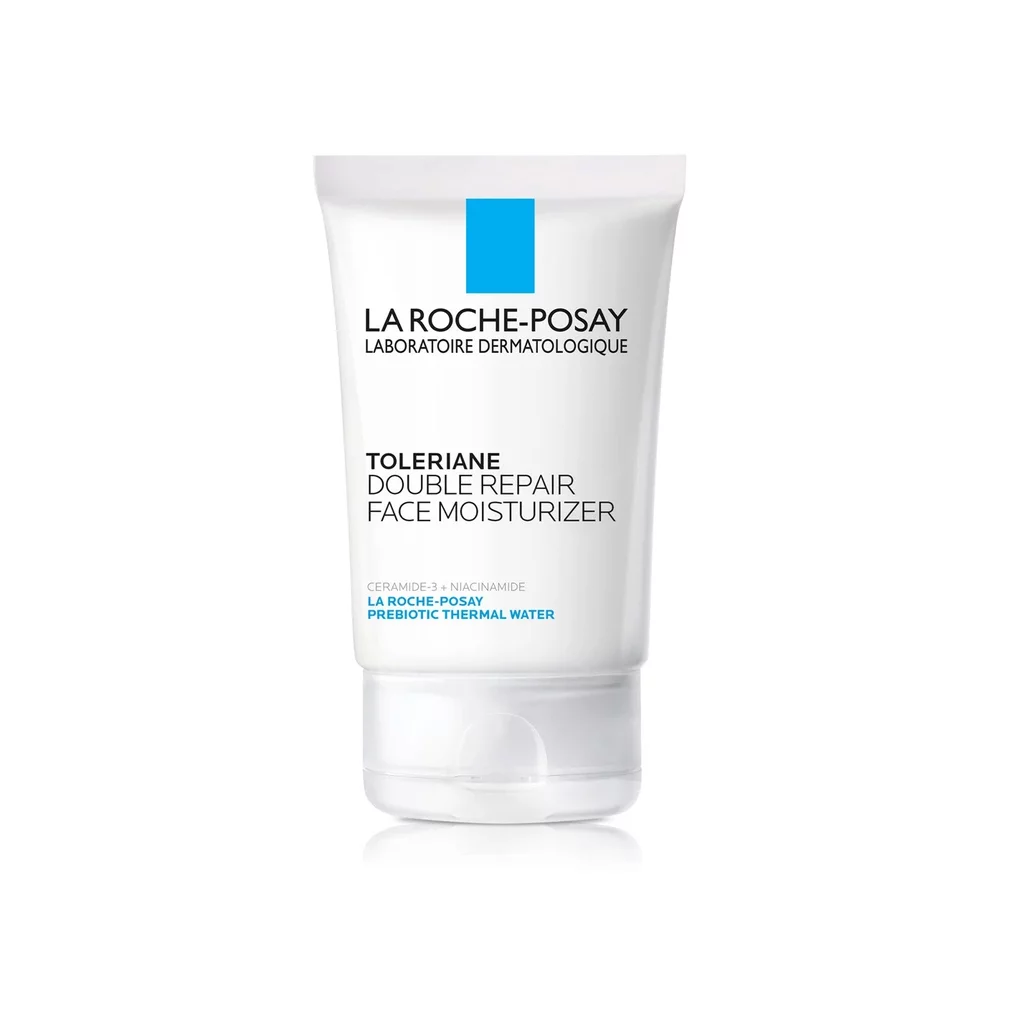 LA ROCHE-POSAY
LABORATOIRE DERMATOLOGIQUE
TOLERIANE
DOUBLE REPAIR
FACE MOISTURIZER
CERAMIDE-3 + NIACINAMIDE
LA ROCHE-POSAY
PREBIOTIC THERMAL WATER